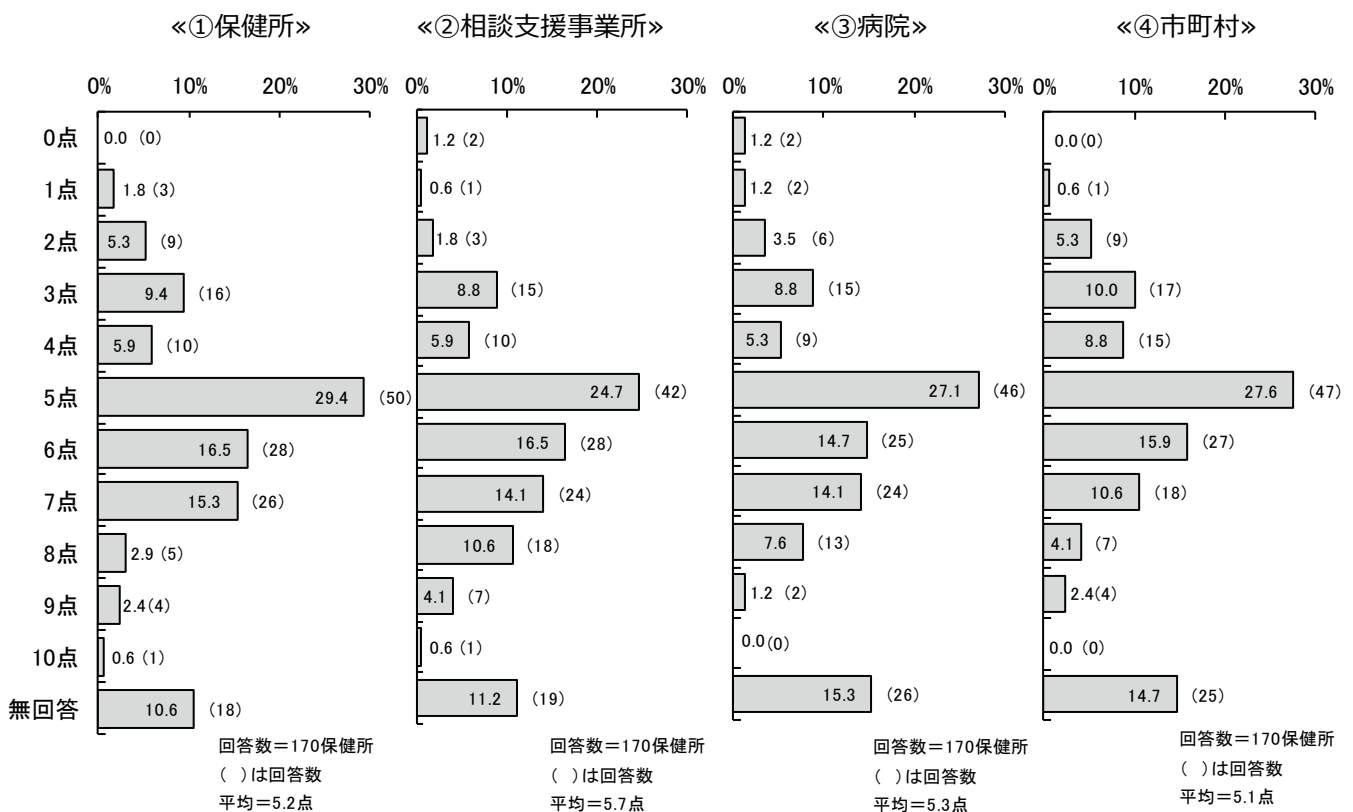 ≪①保健所≫ ≪②相談支援事業所≫ ≪③病院≫ ≪④市町村≫
0% 10% 20% 30% 0% 10% 20% 30% 0% 10% 20% 30% 0% 10% 20% 30%
0点 0.0 (0) 1.2 (2) 1.2 (2) 0.0(0)
1点 1.8 (3) 0.6 (1) 1.2 (2) 0.6 (1)
2点 5.3 (9) 1.8 (3) 3.5 (6) 5.3 (9)
3点 9.4 (16) 8.8 (15) 8.8 (15) 10.0 (17)
4点 5.9 (10) 5.9 (10) 5.3 (9) 8.8 (15)
5点 29.4 (50) 24.7 (42) 27.1 (46) 27.6 (47)
6点 16.5 (28) 16.5 (28) 14.7 (25) 15.9 (27)
7点 15.3 (26) 14.1 (24) 14.1 (24) 10.6 (18)
8点 2.9 (5) 10.6 (18) 7.6 (13) 4.1 (7)
9点 2.4(4) 4.1 (7) 1.2 (2) 2.4(4)
10点 0.6 (1) 0.6 (1) 0.0(0) 0.0 (0)
無回答 10.6 (18) 11.2 (19) 15.3 (26) 14.7 (25)
回答数=170保健所 回答数=170保健所 回答数=170保健所 回答数=170保健所
( )は回答数 ( )は回答数 ( )は回答数 ( )は回答数
平均=5.2点 平均=5.7点 平均=5.3点 平均=5.1点